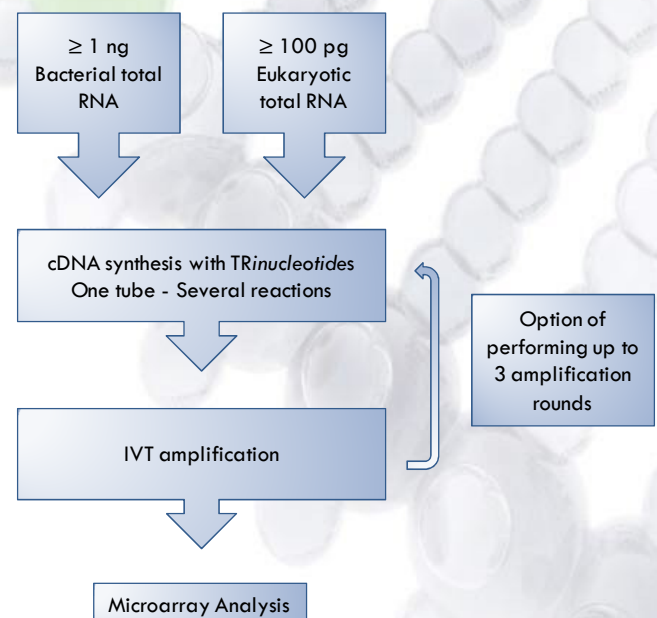 ≥ 1 ng
Bacterial total
RNA
≥ 100 pg
Eukaryotic
total RNA
cDNA synthesis with TRinucleotides
One tube - Several reactions
Option of
performing up to
3 amplification
rounds
IVT amplification
Microarray Analysis